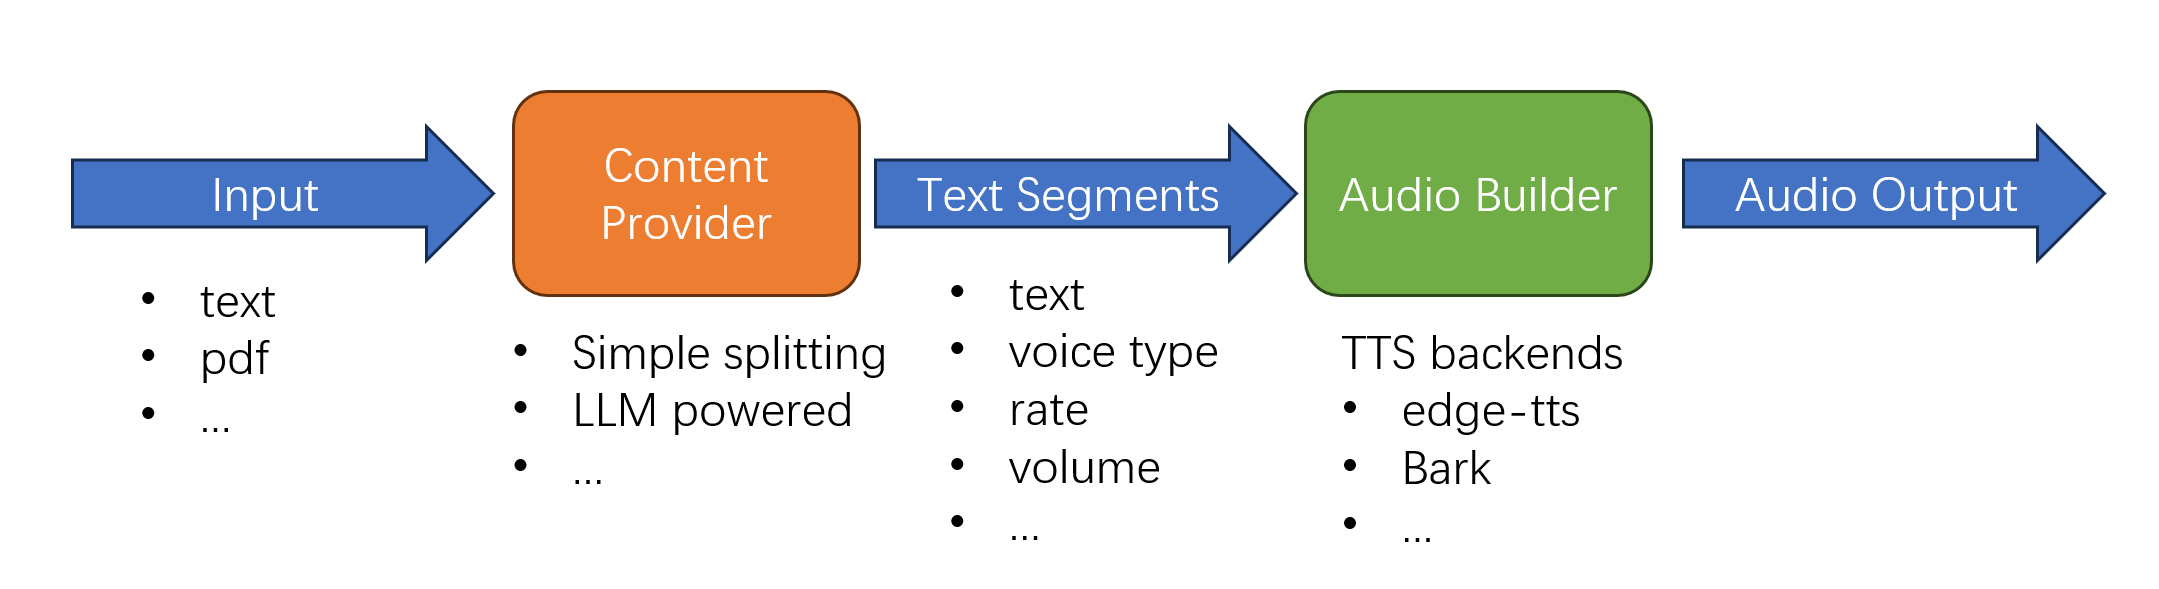 Input
Content
Provider
Text Segments
Audio Builder
Audio Output
• text
• pdf
• ...
• Simple splitting
• LLM powered
• ...
• text
• voice type
• rate
• volume
• ...
TTS backends
• edge-tts
• Bark
• ...